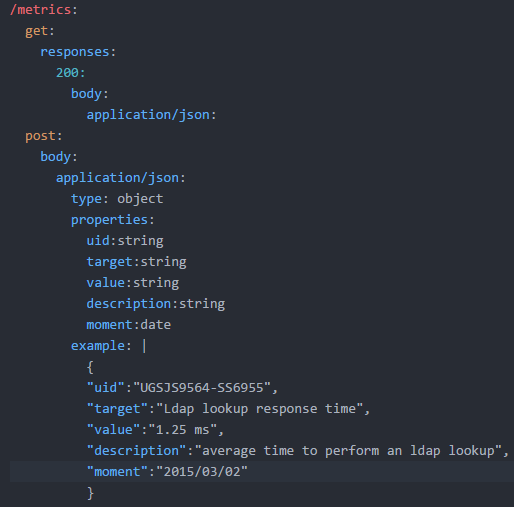 /metrics:
  get:
    responses:
      200:
        body:
          application/json:
  post:
    body:
      application/json:
        type: object
        properties:
          uid:string
          target:string
          value:string
          description:string
          moment:date
        example: |
          {
          "uid":"UGSJS9564-SS6955",
          "target":"Ldap lookup response time",
          "value":"1.25 ms",
          "description":"average time to perform an ldap lookup",
          "moment":"2015/03/02"
          }